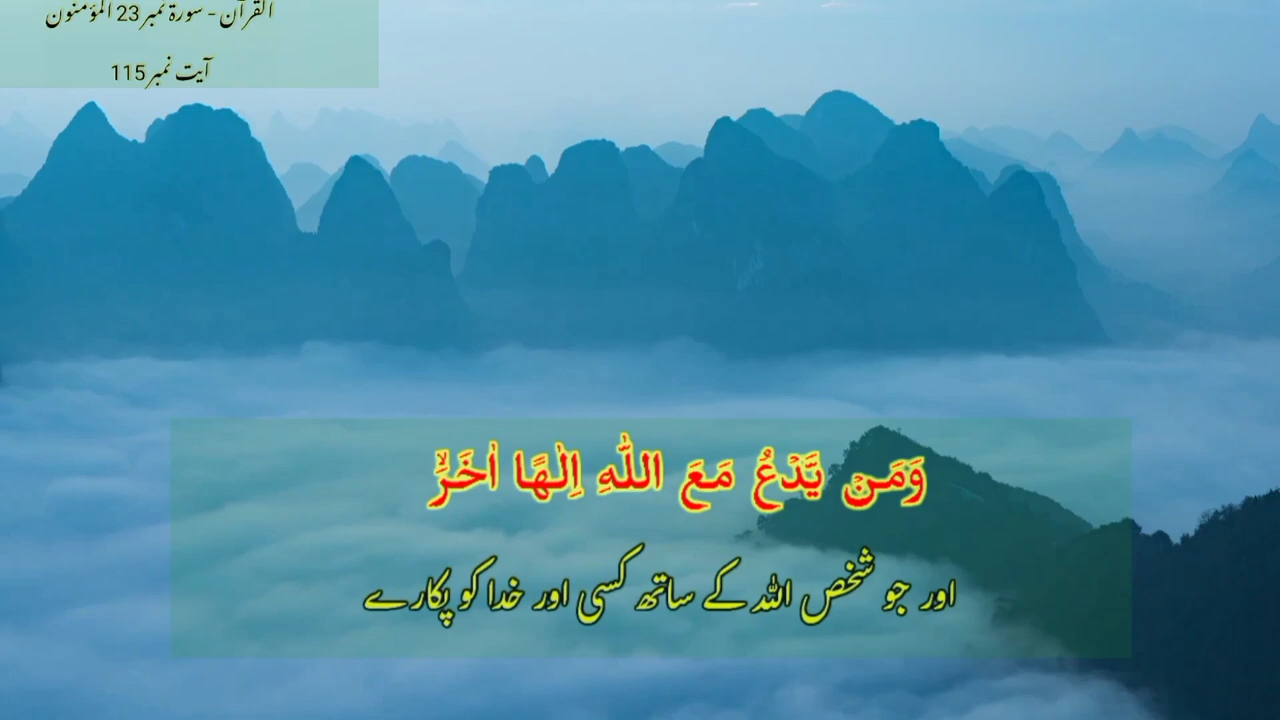 القرآن - سورۃ نمبر 23 المؤمنون
آیت نمبر 115
وَمَنۡ يَّدۡعُ مَعَ اللّٰهِ اِلٰهًا اٰخَرَۙ
اور جو شخص اللہ کے ساتھ کسی اور خدا کو پکارے